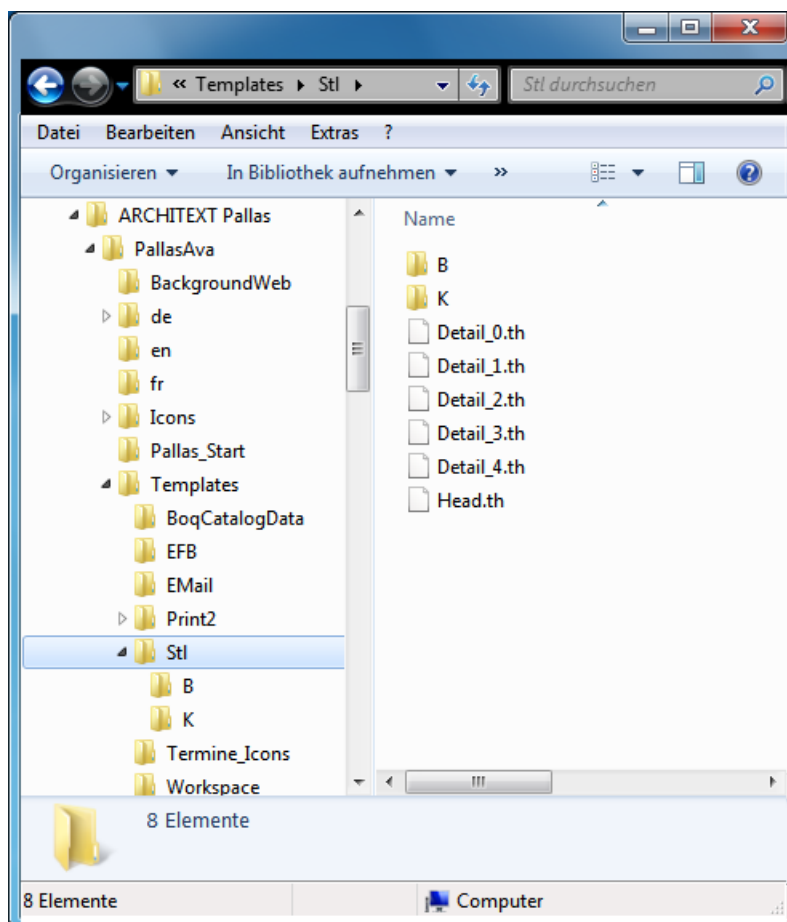 « Templates ▸ Stl ▸ Stl durchsuchen
Datei Bearbeiten Ansicht Extras ?
Organisieren In Bibliothek aufnehmen »
ARCHITEXT Pallas
PallasAva
BackgroundWeb
de
en
fr
Icons
Pallas_Start
Templates
BoqCatalogData
EFB
EMail
Print2
Stl
B
K
Termine_Icons
Workspace
Name
B
K
Detail_0.th
Detail_1.th
Detail_2.th
Detail_3.th
Detail_4.th
Head.th
8 Elemente
8 Elemente Computer